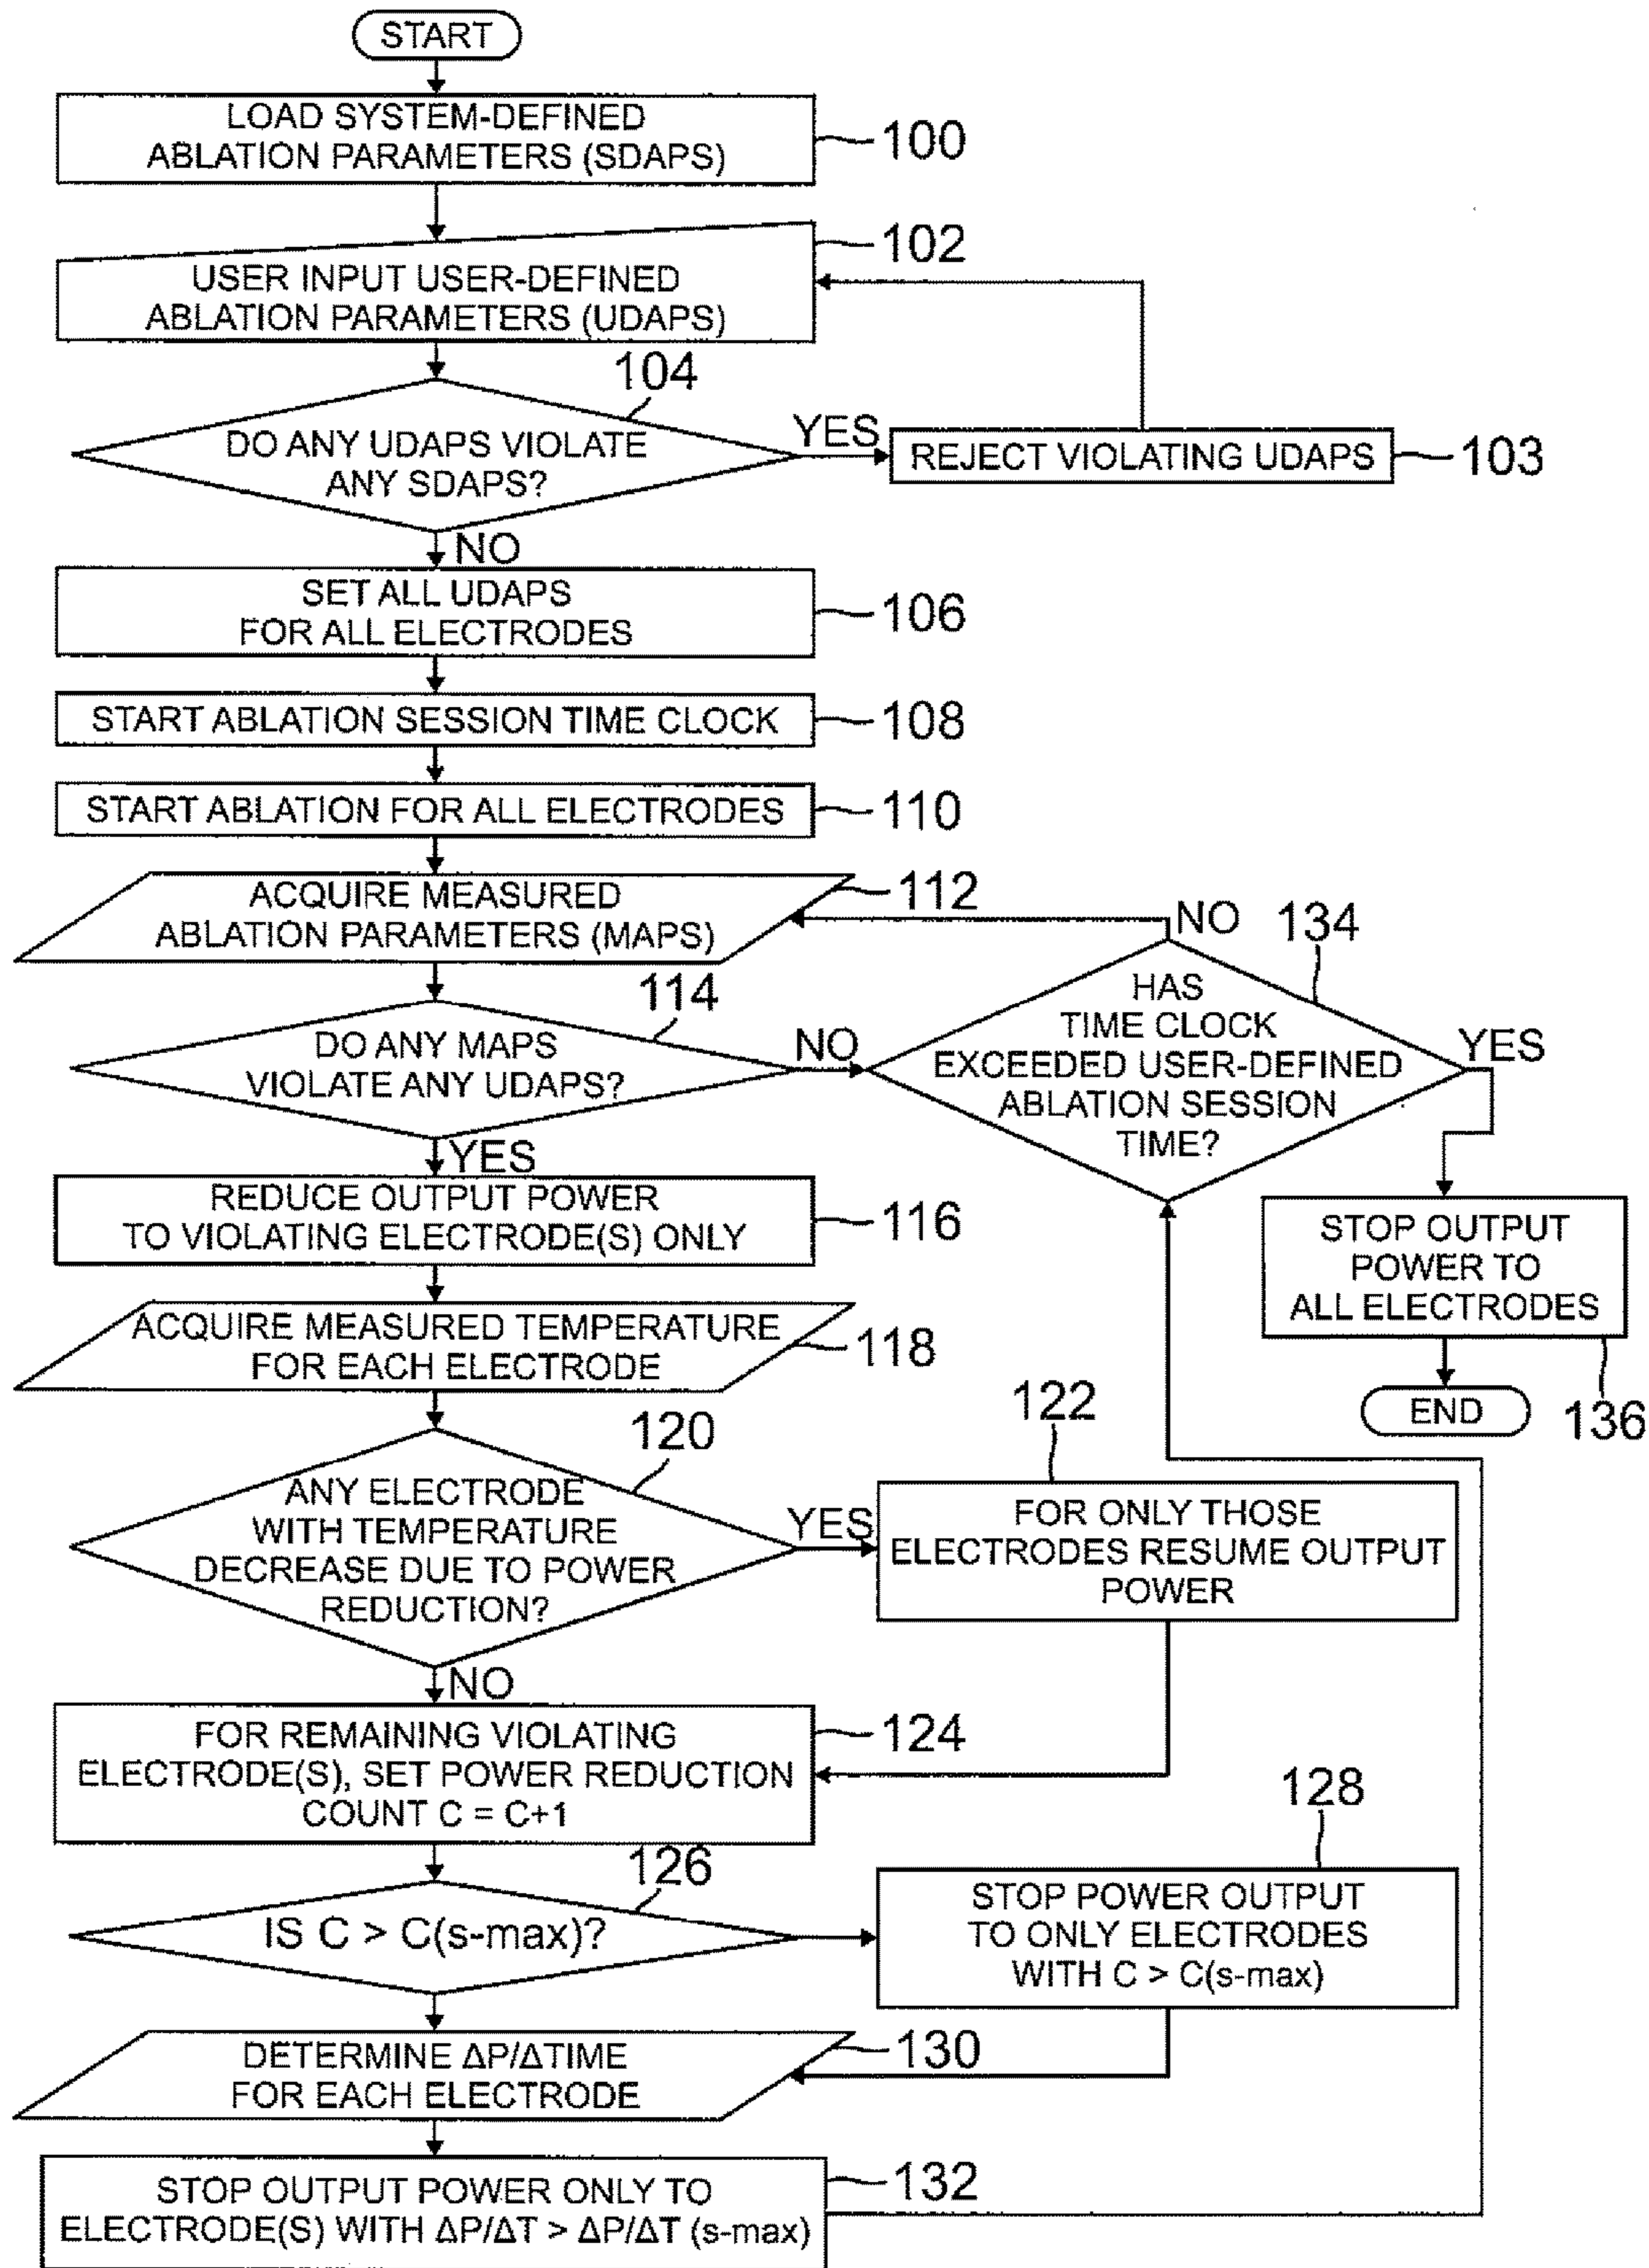 START
LOAD SYSTEM-DEFINED
ABLATION PARAMETERS (SDAPS)
100
102
USER INPUT USER-DEFINED
ABLATION PARAMETERS (UDAPS)
104
DO ANY UDAPS VIOLATE
ANY SDAPS?
YES
REJECT VIOLATING UDAPS
103
NO
SET ALL UDAPS
FOR ALL ELECTRODES
106
START ABLATION SESSION TIME CLOCK
108
START ABLATION FOR ALL ELECTRODES
110
ACQUIRE MEASURED
ABLATION PARAMETERS (MAPS)
112
114
DO ANY MAPS
VIOLATE ANY UDAPS?
NO
NO
134
HAS
TIME CLOCK
EXCEEDED USER-DEFINED
ABLATION SESSION
TIME?
YES
YES
REDUCE OUTPUT POWER
TO VIOLATING ELECTRODE(S) ONLY
116
STOP OUTPUT
POWER TO
ALL ELECTRODES
136
END
ACQUIRE MEASURED TEMPERATURE
FOR EACH ELECTRODE
118
120
ANY ELECTRODE
WITH TEMPERATURE
DECREASE DUE TO POWER
REDUCTION?
YES
122
FOR ONLY THOSE
ELECTRODES RESUME OUTPUT
POWER
NO
FOR REMAINING VIOLATING
ELECTRODE(S), SET POWER REDUCTION
COUNT C = C+1
124
126
IS C > C(s-max)?
128
STOP POWER OUTPUT
TO ONLY ELECTRODES
WITH C > C(s-max)
DETERMINE ΔP/ΔTIME
FOR EACH ELECTRODE
130
STOP OUTPUT POWER ONLY TO
ELECTRODE(S) WITH ΔP/ΔT > ΔP/ΔT (s-max)
132